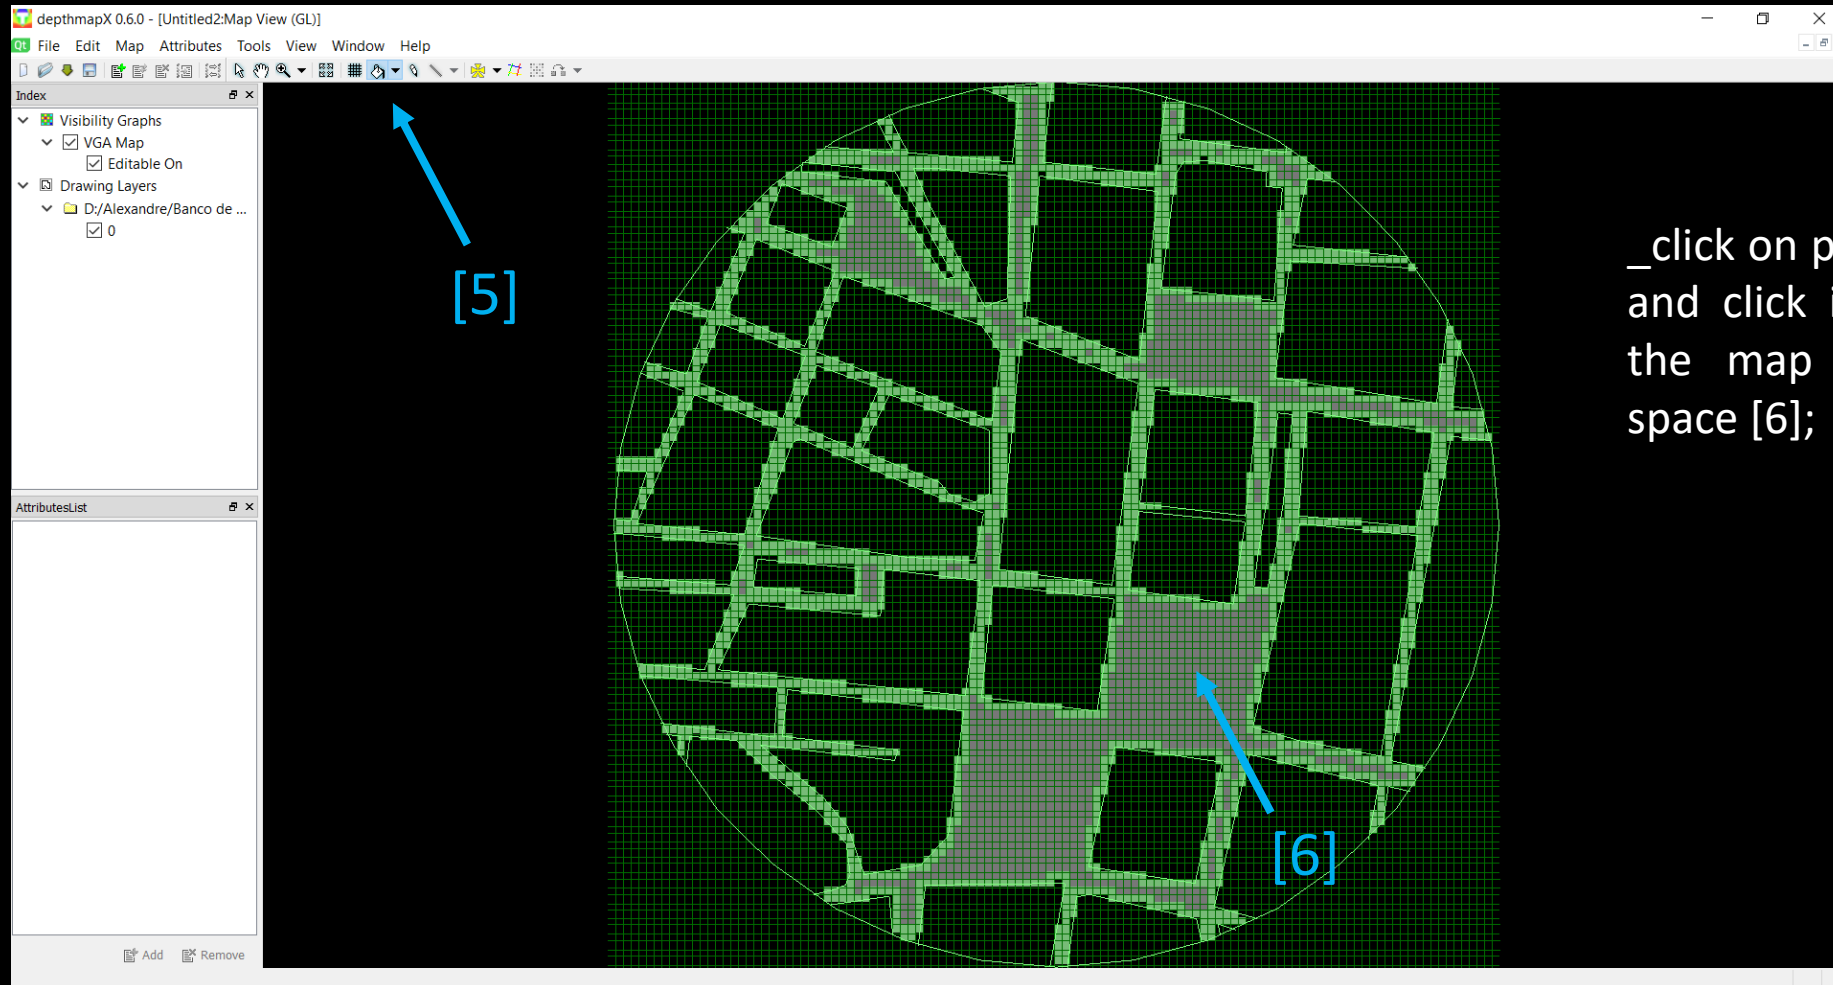 depthmapX 0.6.0 - [Untitled2:Map View (GL)]
Qt File Edit Map Attributes Tools View Window Help
Index
Visibility Graphs
VGA Map
Editable On
Drawing Layers
D:/Alexandre/Banco de ...
0
AttributesList
Add Remove
[5]
[6]
_click on p
and click i
the map
space [6];